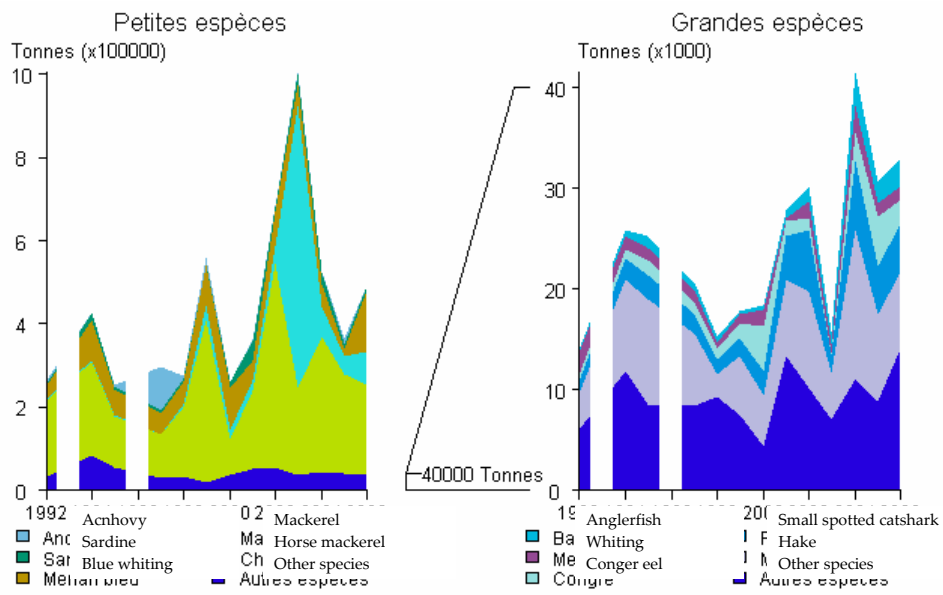 Petites espèces
Tonnes (x100000)
10
8
6
4
2
0
1992
Acnhovy
Mackerel
Sardine
Horse mackerel
Blue whiting
Other species
Merlan bleu
Autres espèces
Grandes espèces
Tonnes (x1000)
40
30
20
10
0
40000 Tonnes
Anglerfish
Small spotted catshark
Whiting
Hake
Conger eel
Other species
Congre
Autres espèces